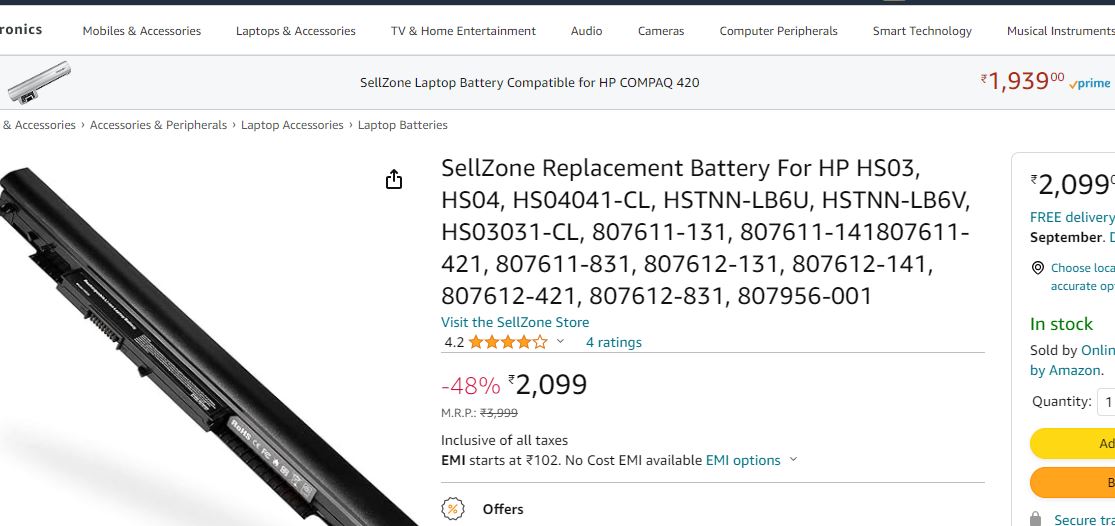 ronics
Mobiles & Accessories
Laptops & Accessories
TV & Home Entertainment
Audio
Cameras
Computer Peripherals
Smart Technology
Musical Instruments
SellZone Laptop Battery Compatible for HP COMPAQ 420
₹1,939.00 prime
& Accessories › Accessories & Peripherals › Laptop Accessories › Laptop Batteries
SellZone Replacement Battery For HP HS03,
HS04, HS04041-CL, HSTNN-LB6U, HSTNN-LB6V,
HS03031-CL, 807611-131, 807611-141807611-
421, 807611-831, 807612-131, 807612-141,
807612-421, 807612-831, 807956-001
Visit the SellZone Store
4.2 4 ratings
-48% ₹2,099
M.R.P.: ₹3,999
Inclusive of all taxes
EMI starts at ₹102. No Cost EMI available EMI options
% Offers
RoHS CE FC
₹2,099
FREE delivery
September. D
Choose loca
accurate op
In stock
Sold by Onlin
by Amazon.
Quantity: 1
Ad
B
Secure tra